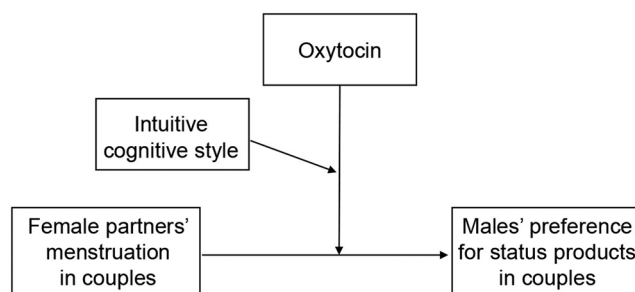 Oxytocin
Intuitive
cognitive style
Female partners'
menstruation
in couples
Males' preference
for status products
in couples